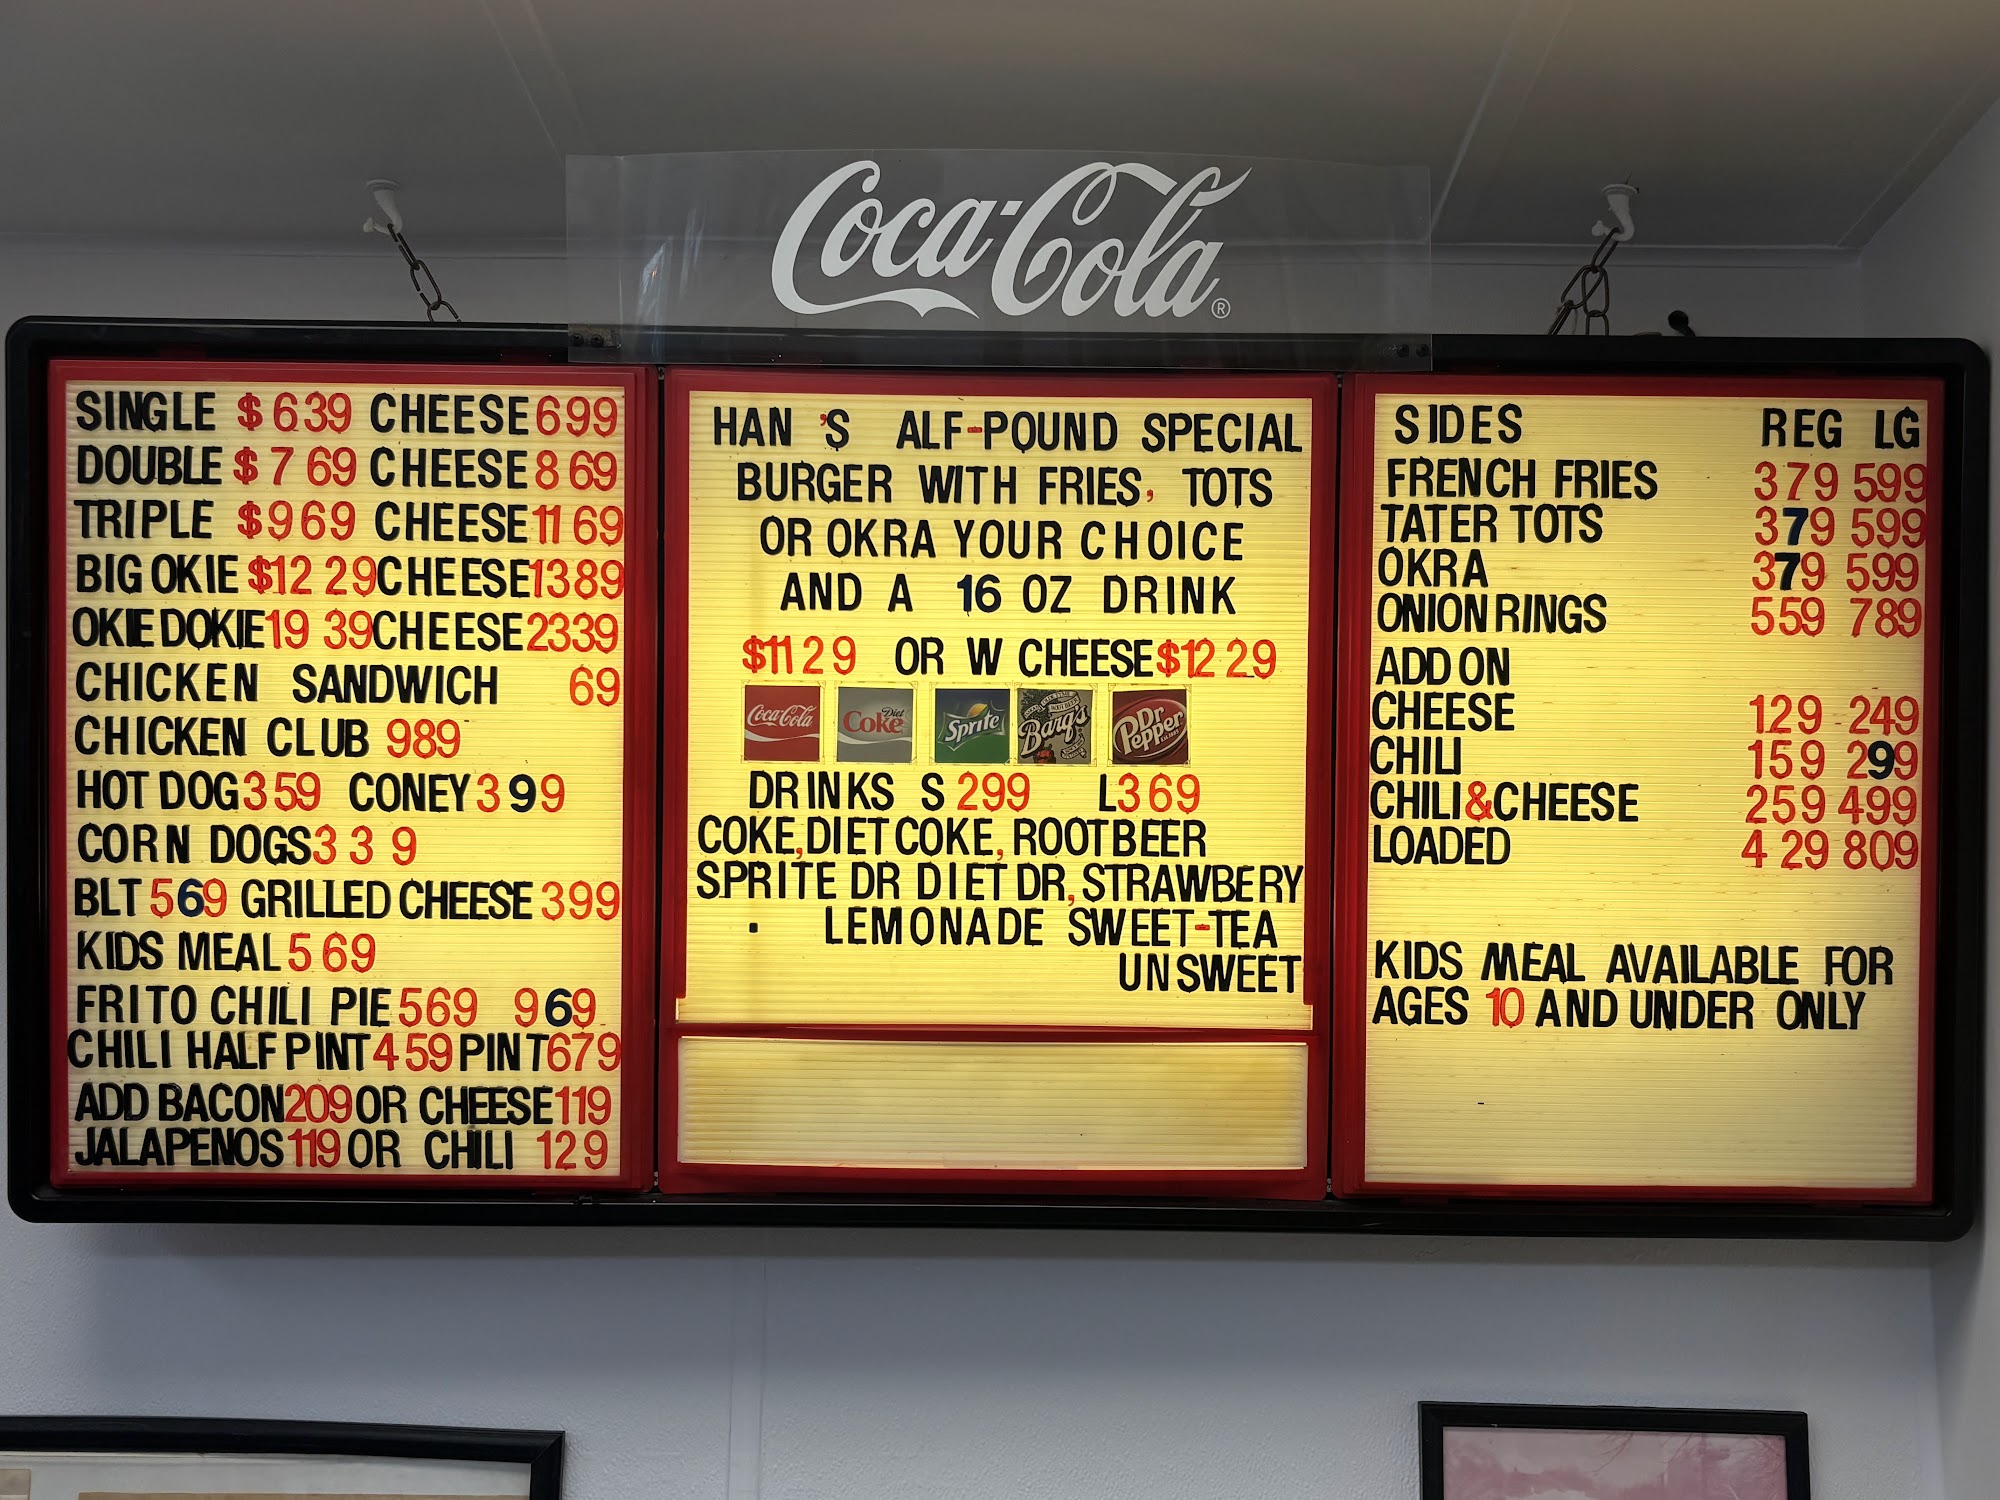 Coca-Cola®
SINGLE $639 CHEESE 699
DOUBLE $769 CHEESE 869
TRIPLE $969 CHEESE 1169
BIG OKIE $1229 CHEESE 1389
OKIE DOKIE 1939 CHEESE 2339
CHICKEN SANDWICH 69
CHICKEN CLUB 989
HOT DOG 359 CONEY 399
CORN DOGS 339
BLT 569 GRILLED CHEESE 399
KIDS MEAL 569
FRITO CHILI PIE 569 969
CHILI HALF PINT 459 PINT 679
ADD BACON 209 OR CHEESE 119
JALAPENOS 119 OR CHILI 129
HAN 'S ALF-POUND SPECIAL
BURGER WITH FRIES, TOTS
OR OKRA YOUR CHOICE
AND A 16 OZ DRINK
$1129 OR W CHEESE $1229
Coca-Cola Diet Coke Sprite Barq's Dr Pepper
DRINKS S 299 L 369
COKE, DIET COKE, ROOTBEER
SPRITE DR DIET DR, STRAWBERY
. LEMONADE SWEET-TEA
UNSWEET
SIDES REG LG
FRENCH FRIES 379 599
TATER TOTS 379 599
OKRA 379 599
ONION RINGS 559 789
ADD ON
CHEESE 129 249
CHILI 159 299
CHILI&CHEESE 259 499
LOADED 429 809
KIDS MEAL AVAILABLE FOR
AGES 10 AND UNDER ONLY